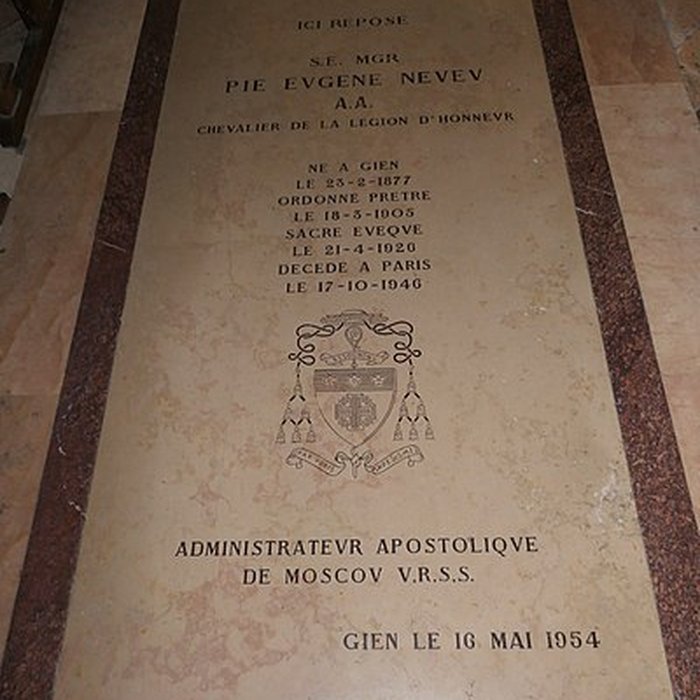 ICI REPOSE
S.E. MGR
PIE EVGENE NEVEV
A.A.
CHEVALIER DE LA LEGION D'HONNEVR
NE A GIEN
LE 23-2-1877
ORDONNE PRETRE
LE 18-3-1905
SACRE EVEQVE
LE 21-4-1926
DECEDE A PARIS
LE 17-10-1946
ADMINISTRATEVR APOSTOLIQVE
DE MOSCOV V.R.S.S.
GIEN LE 16 MAI 1954